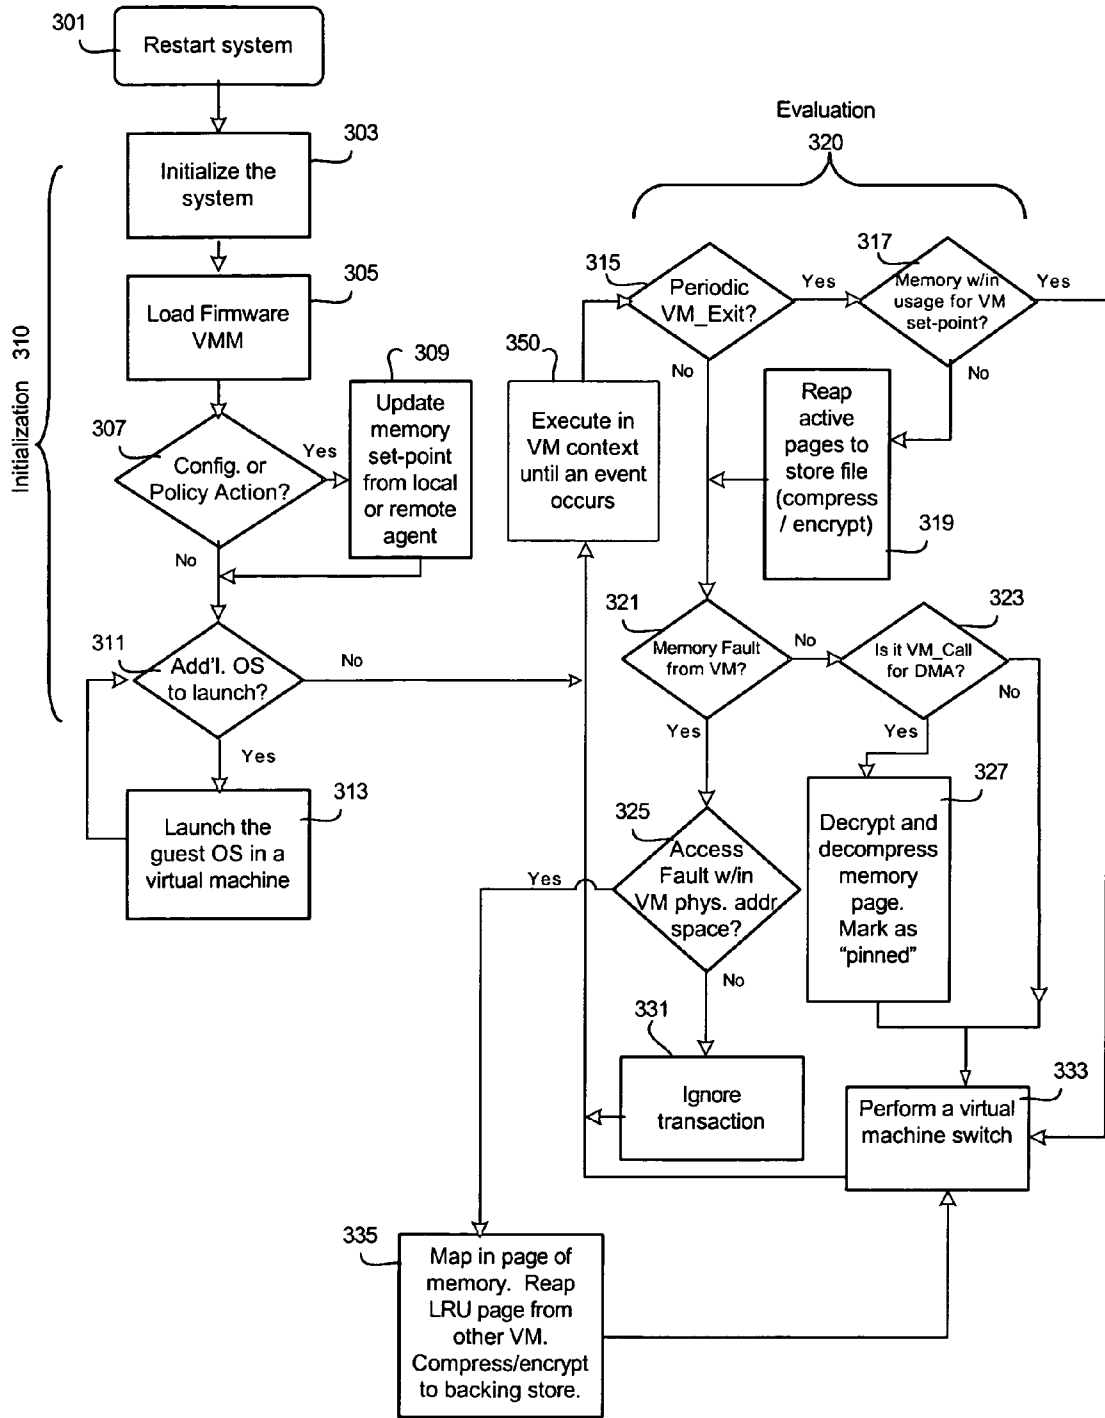 301
Restart system
303
Initialize the
system
Initialization 310
305
Load Firmware
VMM
307
Config. or
Policy Action?
Yes
No
309
Update
memory
set-point
from local
or remote
agent
311
Add'l. OS
to launch?
No
Yes
313
Launch the
guest OS in a
virtual machine
Evaluation
320
315
Periodic
VM_Exit?
Yes
No
317
Memory w/in
usage for VM
set-point?
Yes
No
350
Execute in
VM context
until an event
occurs
Reap
active
pages to
store file
(compress
/ encrypt)
319
321
Memory Fault
from VM?
No
Yes
323
Is it VM_Call
for DMA?
No
Yes
325
Access
Fault w/in
VM phys. addr
space?
Yes
No
327
Decrypt and
decompress
memory
page.
Mark as
“pinned”
331
Ignore
transaction
333
Perform a virtual
machine switch
335
Map in page of
memory. Reap
LRU page from
other VM.
Compress/encrypt
to backing store.